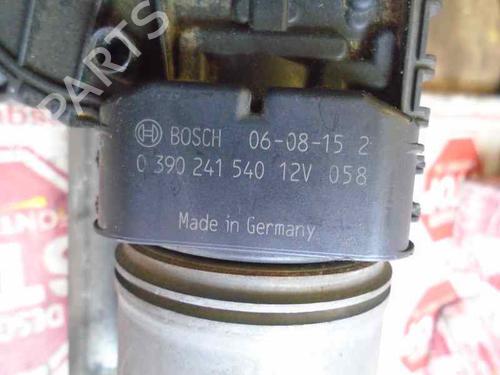 PARTS
BOSCH 06-08-15 2
0 390 241 540 12V 058
Made in Germany